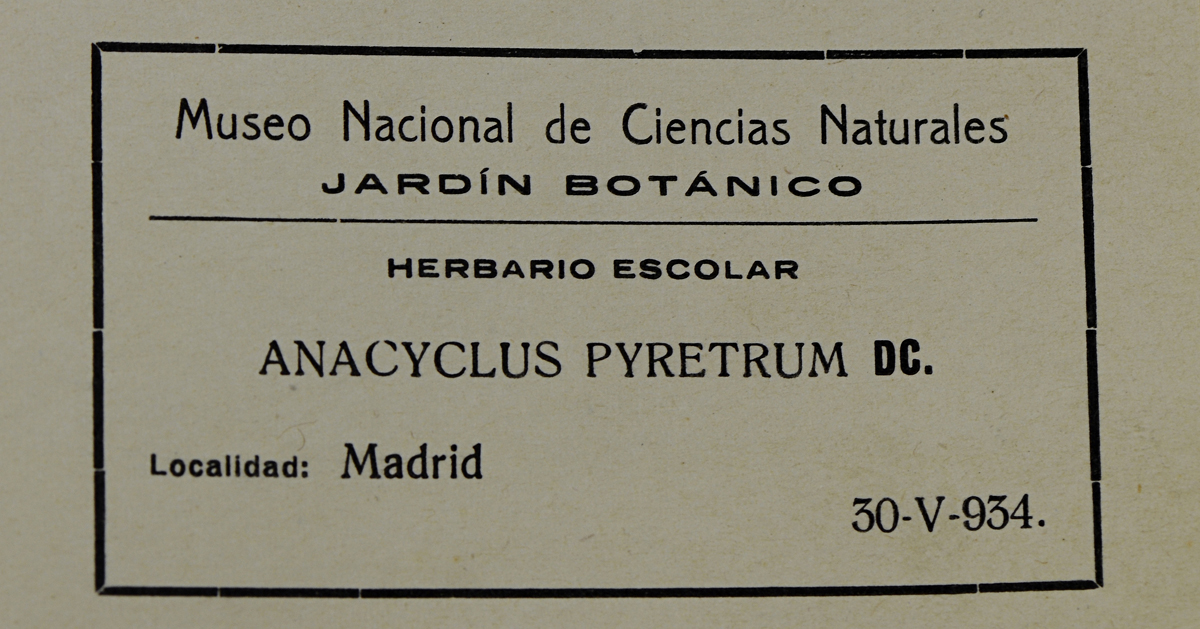 Museo Nacional de Ciencias Naturales
JARDÍN BOTÁNICO
HERBARIO ESCOLAR
ANACYCLUS PYRETRUM DC.
Localidad: Madrid
30-V-934.